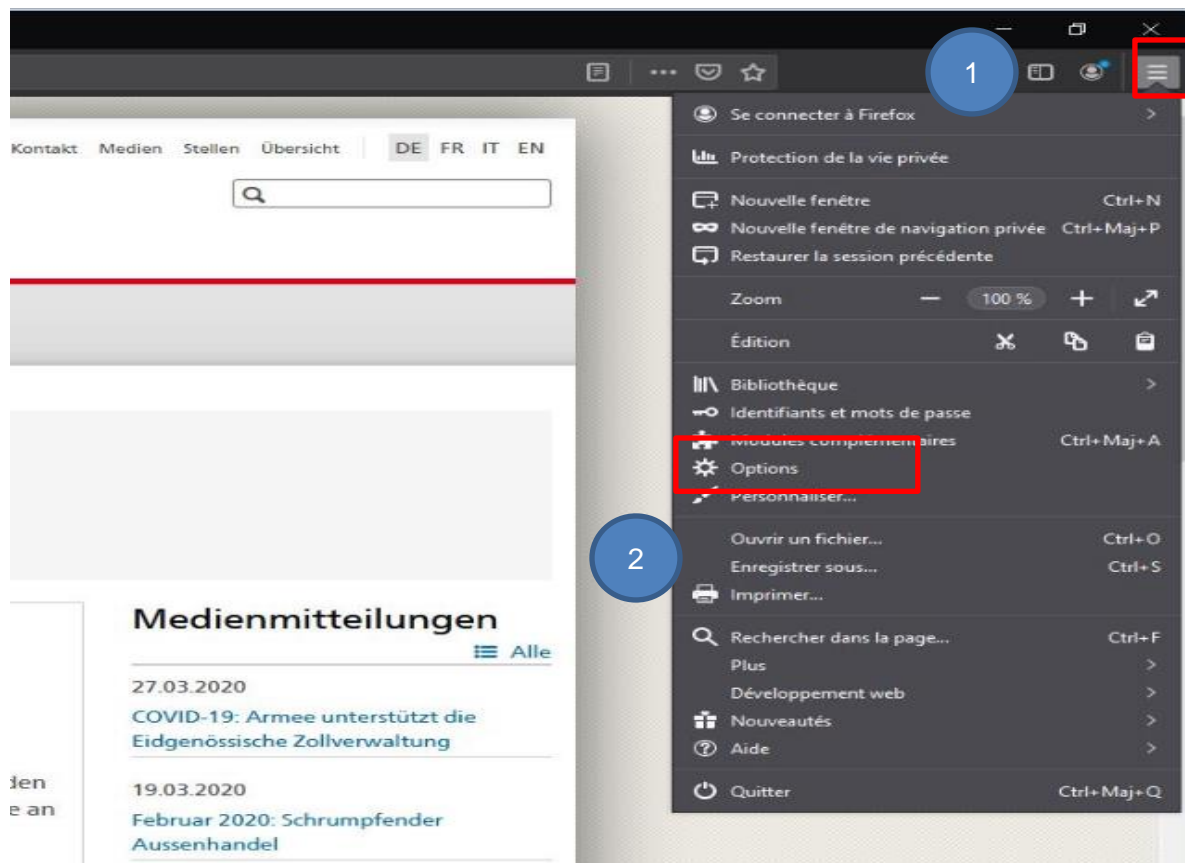 1
Kontakt Medien Stellen Übersicht DE FR IT EN
Se connecter à Firefox
Protection de la vie privée
Nouvelle fenêtre Ctrl+N
Nouvelle fenêtre de navigation privée Ctrl+Maj+P
Restaurer la session précédente
Zoom 100 %
Édition
Bibliothèque
Identifiants et mots de passe
Modules complémentaires Ctrl+Maj+A
Options
Personnaliser...
2
Ouvrir un fichier... Ctrl+O
Enregistrer sous... Ctrl+S
Imprimer...
Rechercher dans la page... Ctrl+F
Plus
Développement web
Nouveautés
Aide
Quitter Ctrl+Maj+Q
Medienmitteilungen
Alle
27.03.2020
COVID-19: Armee unterstützt die
Eidgenössische Zollverwaltung
19.03.2020
Februar 2020: Schrumpfender
Aussenhandel
e an